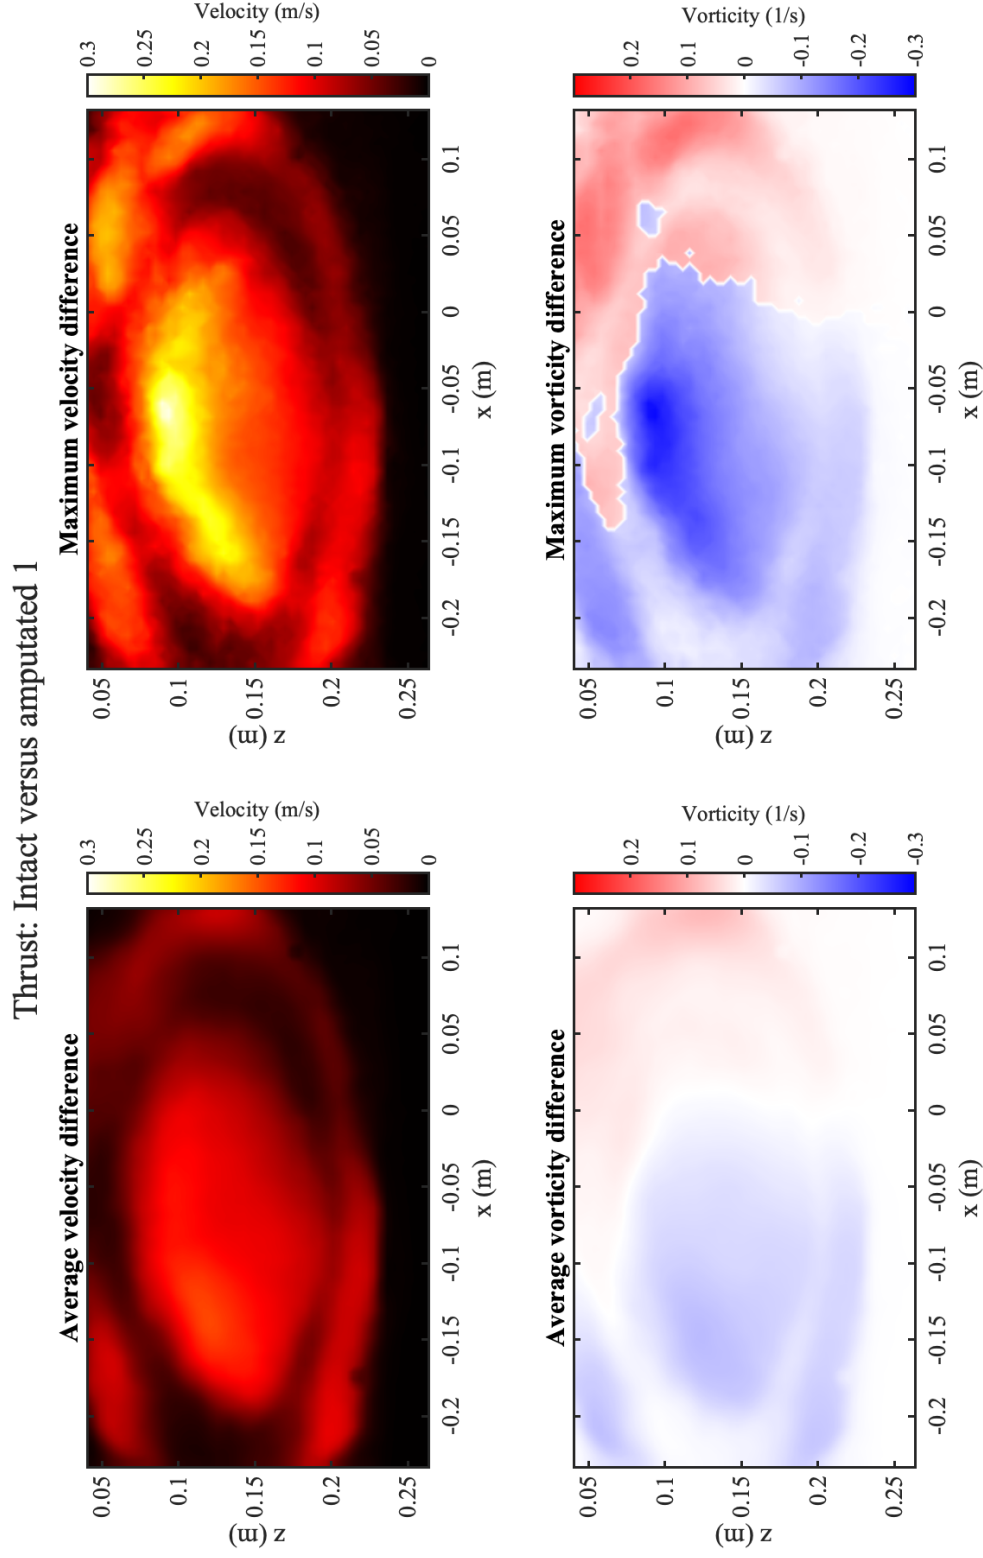 Thrust: Intact versus amputated 1
Average velocity difference
0.05
0.1
0.15
0.2
0.25
z (m)
-0.2 -0.15 -0.1 -0.05 0 0.05 0.1
x (m)
0.3
0.25
0.2
0.15
0.1
0.05
0
Velocity (m/s)
Maximum velocity difference
0.05
0.1
0.15
0.2
0.25
z (m)
-0.2 -0.15 -0.1 -0.05 0 0.05 0.1
x (m)
0.3
0.25
0.2
0.15
0.1
0.05
0
Velocity (m/s)
Average vorticity difference
0.05
0.1
0.15
0.2
0.25
z (m)
-0.2 -0.15 -0.1 -0.05 0 0.05 0.1
x (m)
0.2
0.1
0
-0.1
-0.2
-0.3
Vorticity (1/s)
Maximum vorticity difference
0.05
0.1
0.15
0.2
0.25
z (m)
-0.2 -0.15 -0.1 -0.05 0 0.05 0.1
x (m)
0.2
0.1
0
-0.1
-0.2
-0.3
Vorticity (1/s)